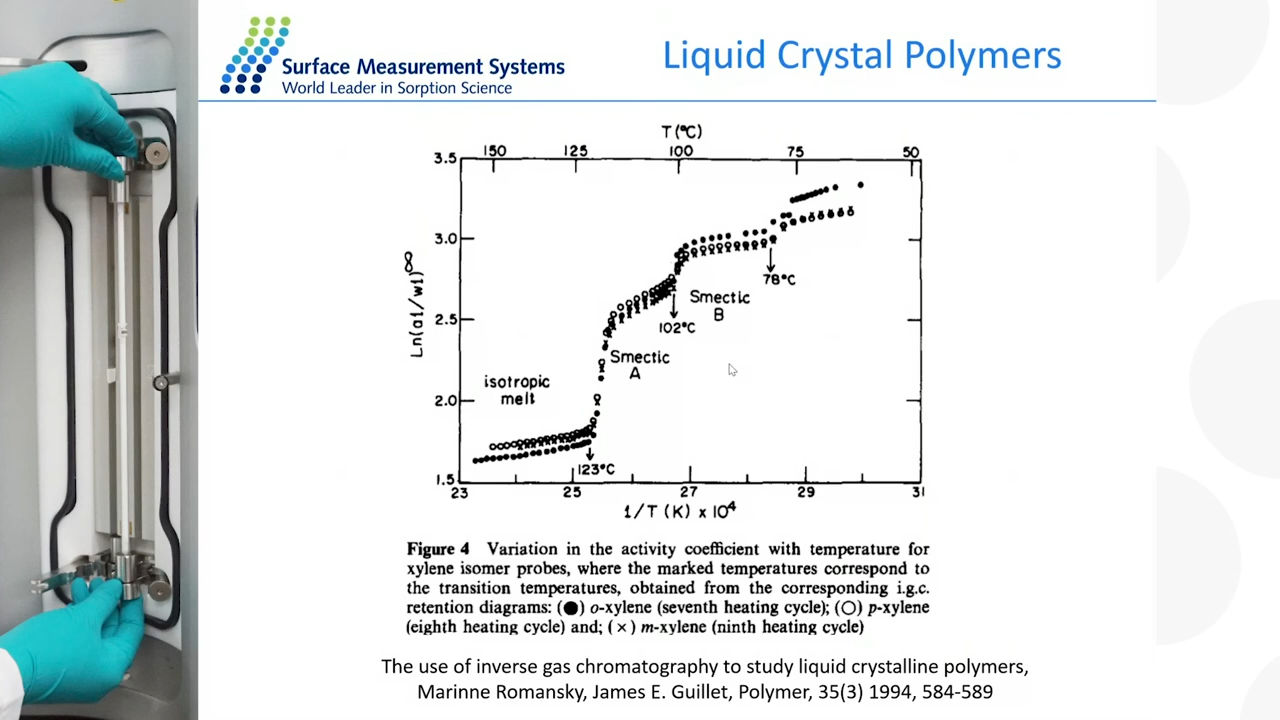 Surface Measurement Systems
World Leader in Sorption Science
Liquid Crystal Polymers
T(°C)
150 125 100 75 50
3.5
3.0
2.5
2.0
1.5
Ln(a1/w1)∞
isotropic
melt
Smectic
A
Smectic
B
123°C
102°C
78°C
23 25 27 29 31
1/T (K) x 10⁴
Figure 4 Variation in the activity coefficient with temperature for
xylene isomer probes, where the marked temperatures correspond to
the transition temperatures, obtained from the corresponding i.g.c.
retention diagrams: (●) o-xylene (seventh heating cycle); (○) p-xylene
(eighth heating cycle) and; (×) m-xylene (ninth heating cycle)
The use of inverse gas chromatography to study liquid crystalline polymers,
Marinne Romansky, James E. Guillet, Polymer, 35(3) 1994, 584-589